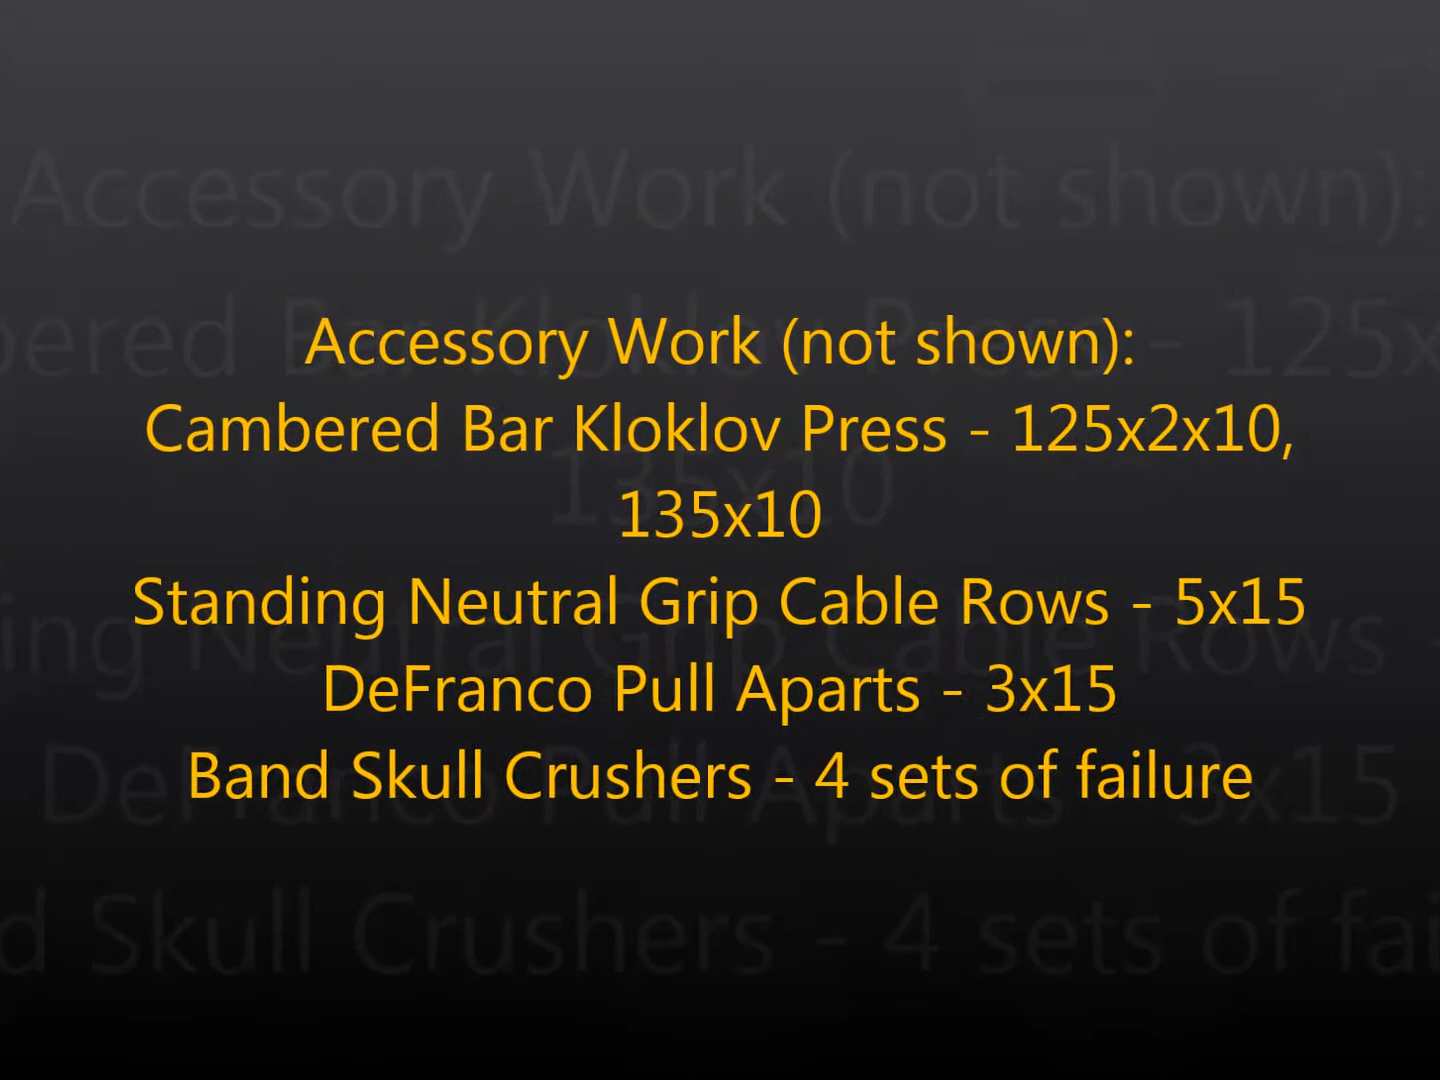 Accessory Work (not shown):
Cambered Bar Kloklov Press - 125x2x10,
135x10
Standing Neutral Grip Cable Rows - 5x15
DeFranco Pull Aparts - 3x15
Band Skull Crushers - 4 sets of failure